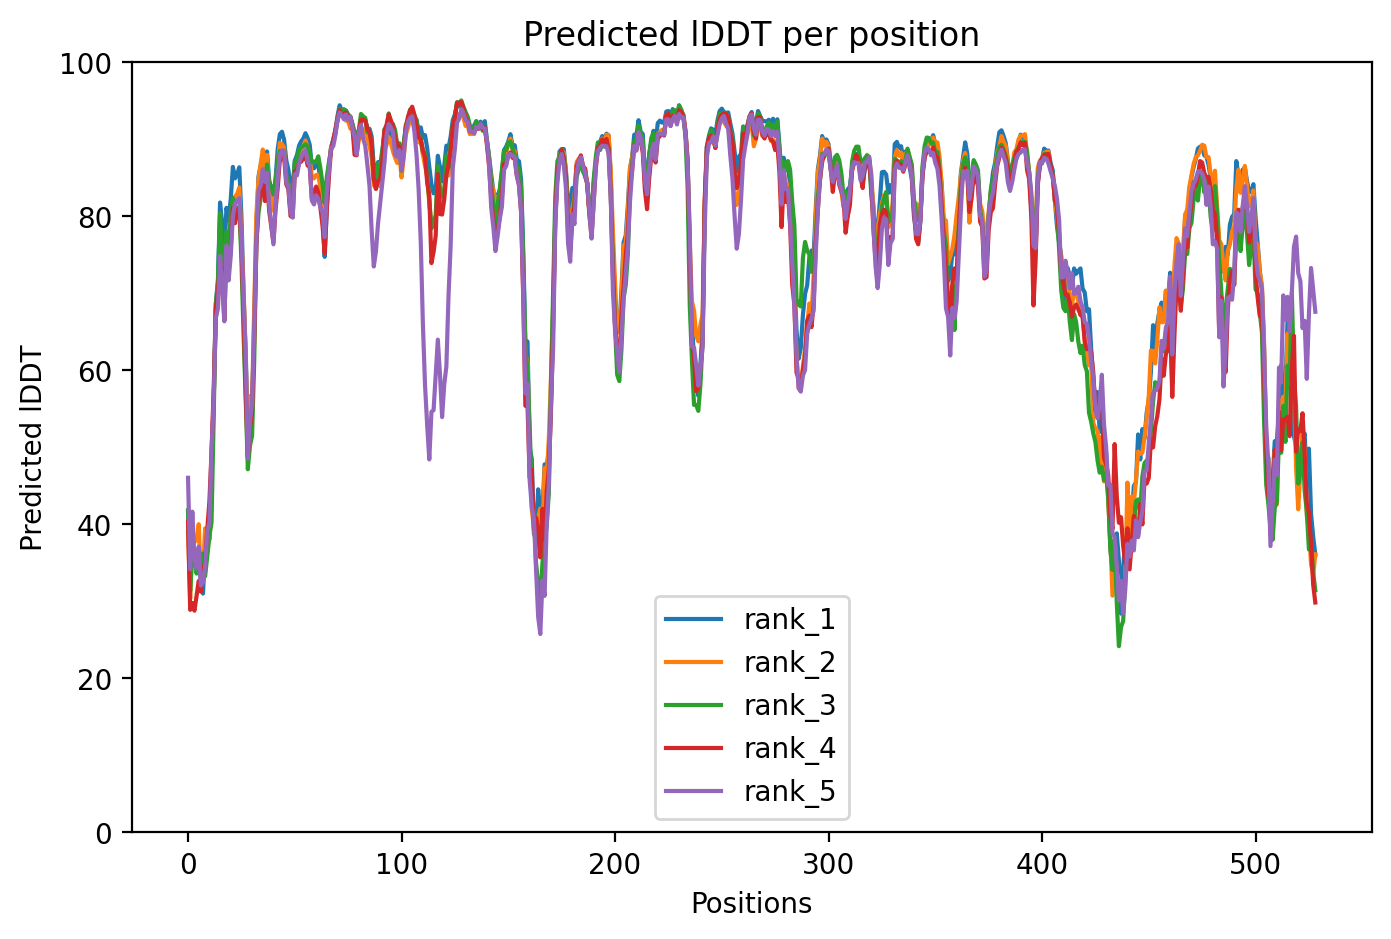 Predicted lDDT per position
100
80
60
40
20
0
Predicted lDDT
0 100 200 300 400 500
Positions
rank_1
rank_2
rank_3
rank_4
rank_5